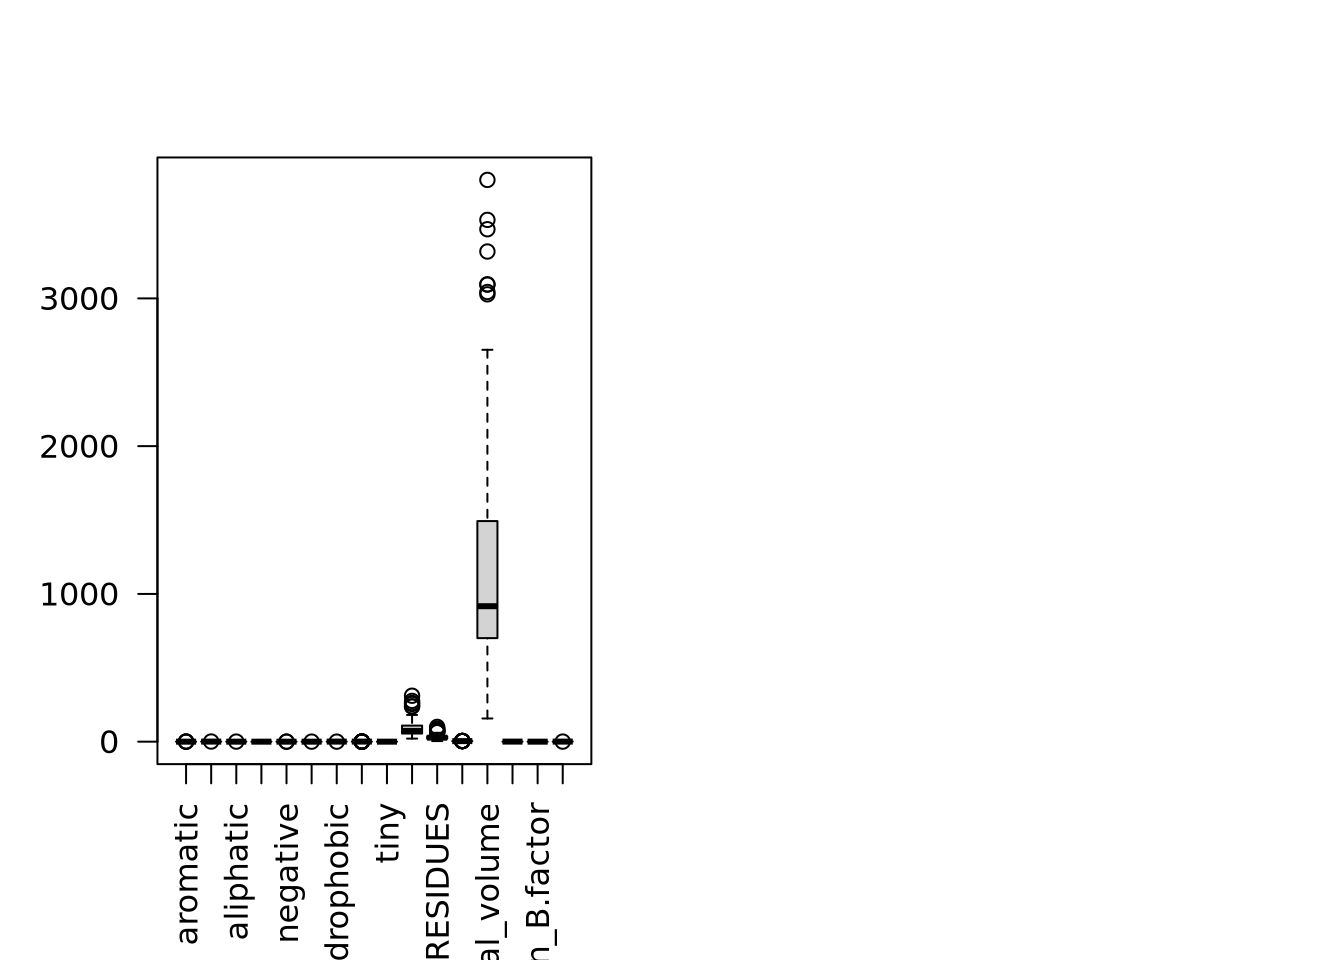 3000
2000
1000
0
aromatic
aliphatic
negative
drophobic
tiny
RESIDUES
al_volume
n_B.factor